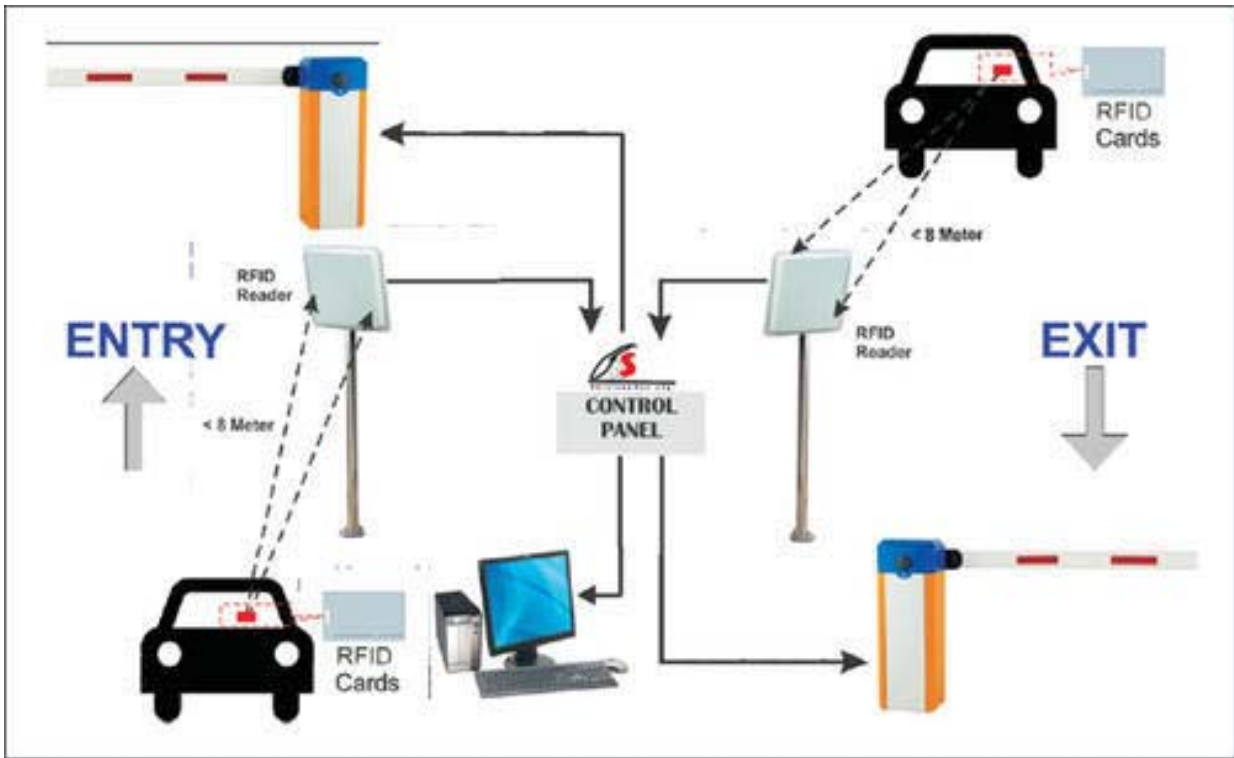 RFID
Cards
< 8 Meter
RFID
Reader
RFID
Reader
ENTRY
EXIT
S
CONTROL
PANEL
< 8 Meter
RFID
Cards